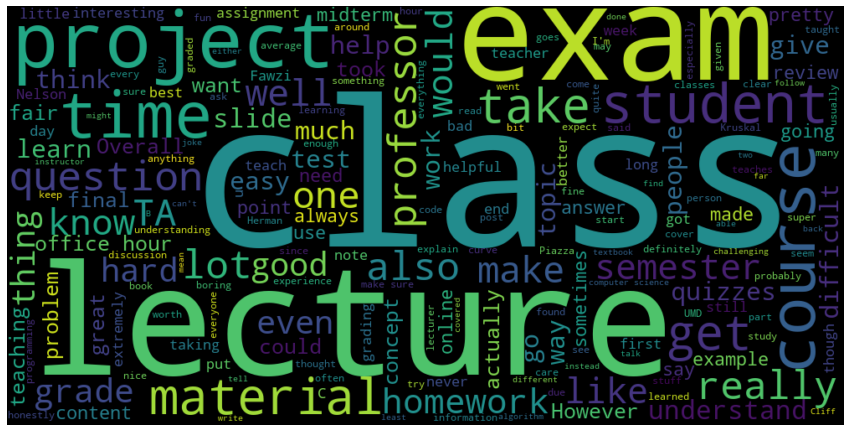 little interesting assignment fun midterm around hour I'm done goes may especially taught
project help teacher week exam given pretty give
guy average graded took would either every
think want Fawzi something everything went classes clear follow
Nelson sure best ask learning well slide professor read come quite usually review
fair time day might much take student
learn Overall joke enough test work bad bit expect said Kruskal going
instructor anything teach easy class helpful better long two teaches many
question keep need one people far
final use always topic answer fine find person course
know TA B can't point code post end start got made super
thing understanding Herman un cover able back
office hour discussion mean since explain curve Piazza definitely textbook challenging seem though difficult
hard lot good note also make semester probably
problem book boring experience make sure computer science
teaching great extremely worth everyone even grading lecturer covered concept online actually sometimes way go found see talk first quizzes still UMD part study
programming taking could thought lecture care example get
grade nice put tell often never try different instead say like really
content material homework However stuff learned understand
honestly write least information algorithm due Cliff